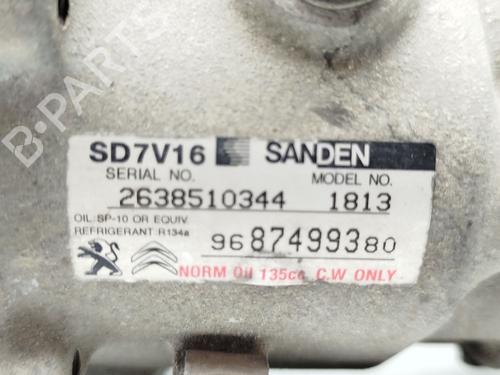 SD7V16 SANDEN
SERIAL NO. MODEL NO.
2638510344 1813
OIL:SP-10 OR EQUIV.
REFRIGERANT:R134a
9687499380
NORM Oil 135cc C.W ONLY
B-PARTS